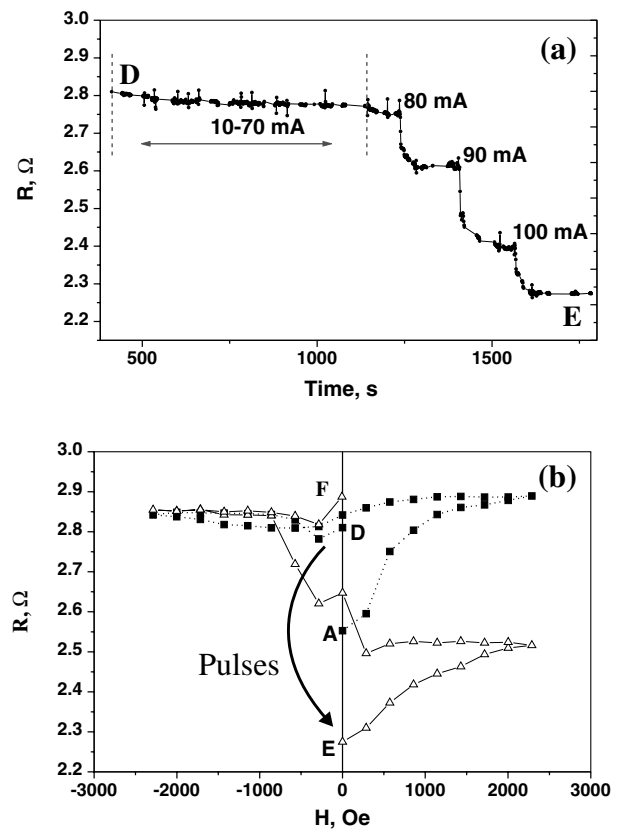 3.0
(a)
D
2.9
80 mA
2.8
10-70 mA
2.7
90 mA
2.6
R, Ω
2.5
100 mA
2.4
2.3
E
2.2
500
1000
1500
Time, s
3.0
(b)
F
2.9
D
2.8
2.7
R, Ω
A
2.6
Pulses
2.5
2.4
2.3
E
2.2
-3000 -2000 -1000 0 1000 2000 3000
H, Oe